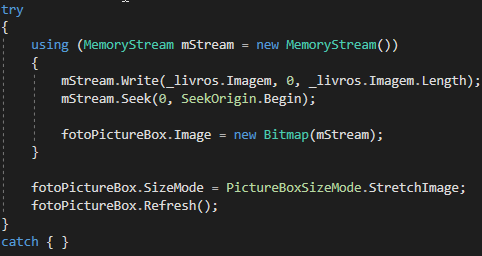 try
{
using (MemoryStream mStream = new MemoryStream())
{
mStream.Write(_livros.Imagem, 0, _livros.Imagem.Length);
mStream.Seek(0, SeekOrigin.Begin);
fotoPictureBox.Image = new Bitmap(mStream);
}
fotoPictureBox.SizeMode = PictureBoxSizeMode.StretchImage;
fotoPictureBox.Refresh();
}
catch { }